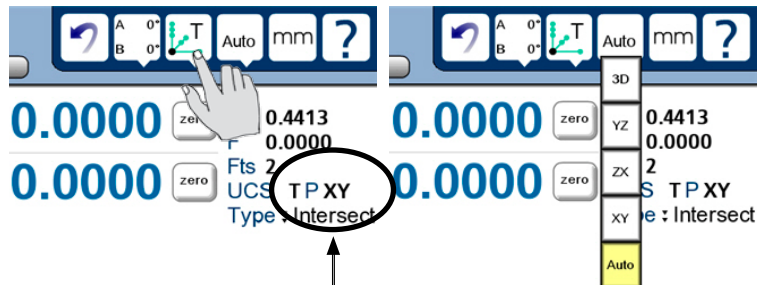 A 0°
B 0°
T
Auto
mm
?
0.0000 zero 0.4413
F 0.0000
Fts 2
0.0000 zero UCS T P XY
Type : Intersect
A 0°
B 0°
T
Auto
mm
?
3D
0.0000 zero YZ 0.4413
0.0000
ZX 2
0.0000 zero S T P XY
XY e : Intersect
Auto